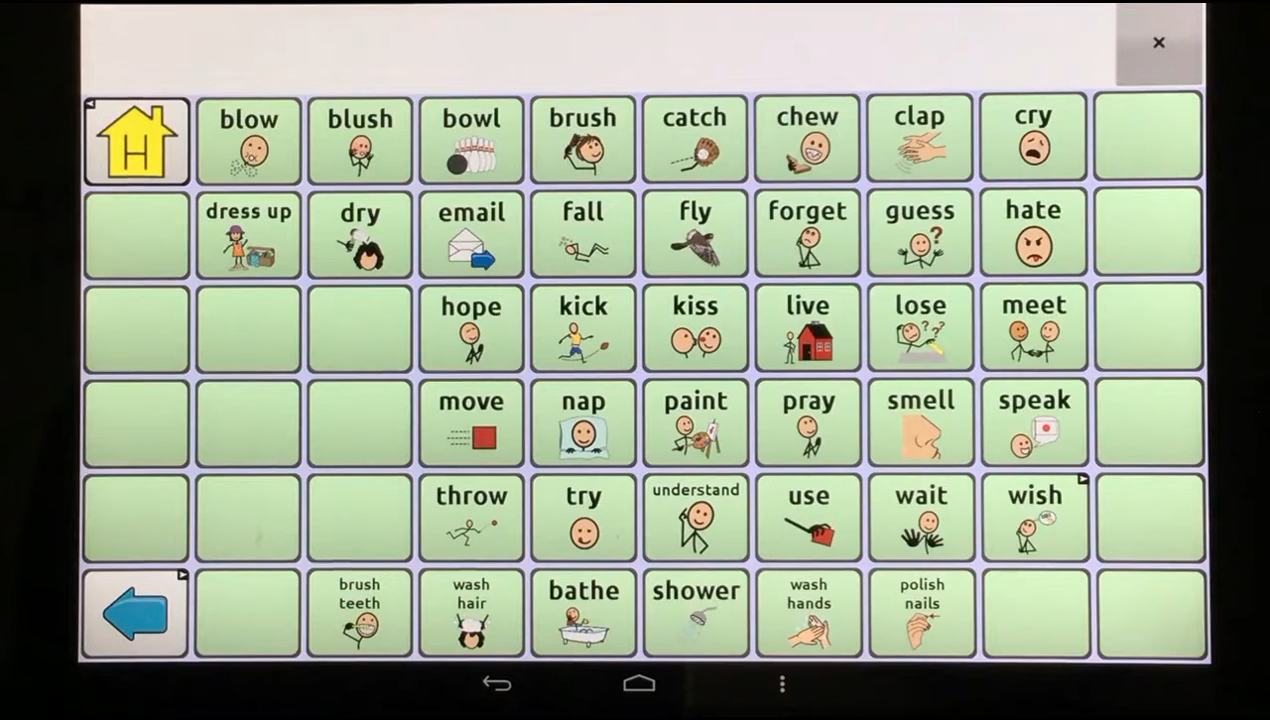 ×
H
blow
blush
bowl
brush
catch
chew
clap
cry
dress up
dry
email
fall
fly
forget
guess
hate
hope
kick
kiss
live
lose
meet
move
nap
paint
pray
smell
speak
throw
try
understand
use
wait
wish
brush
teeth
wash
hair
bathe
shower
wash
hands
polish
nails